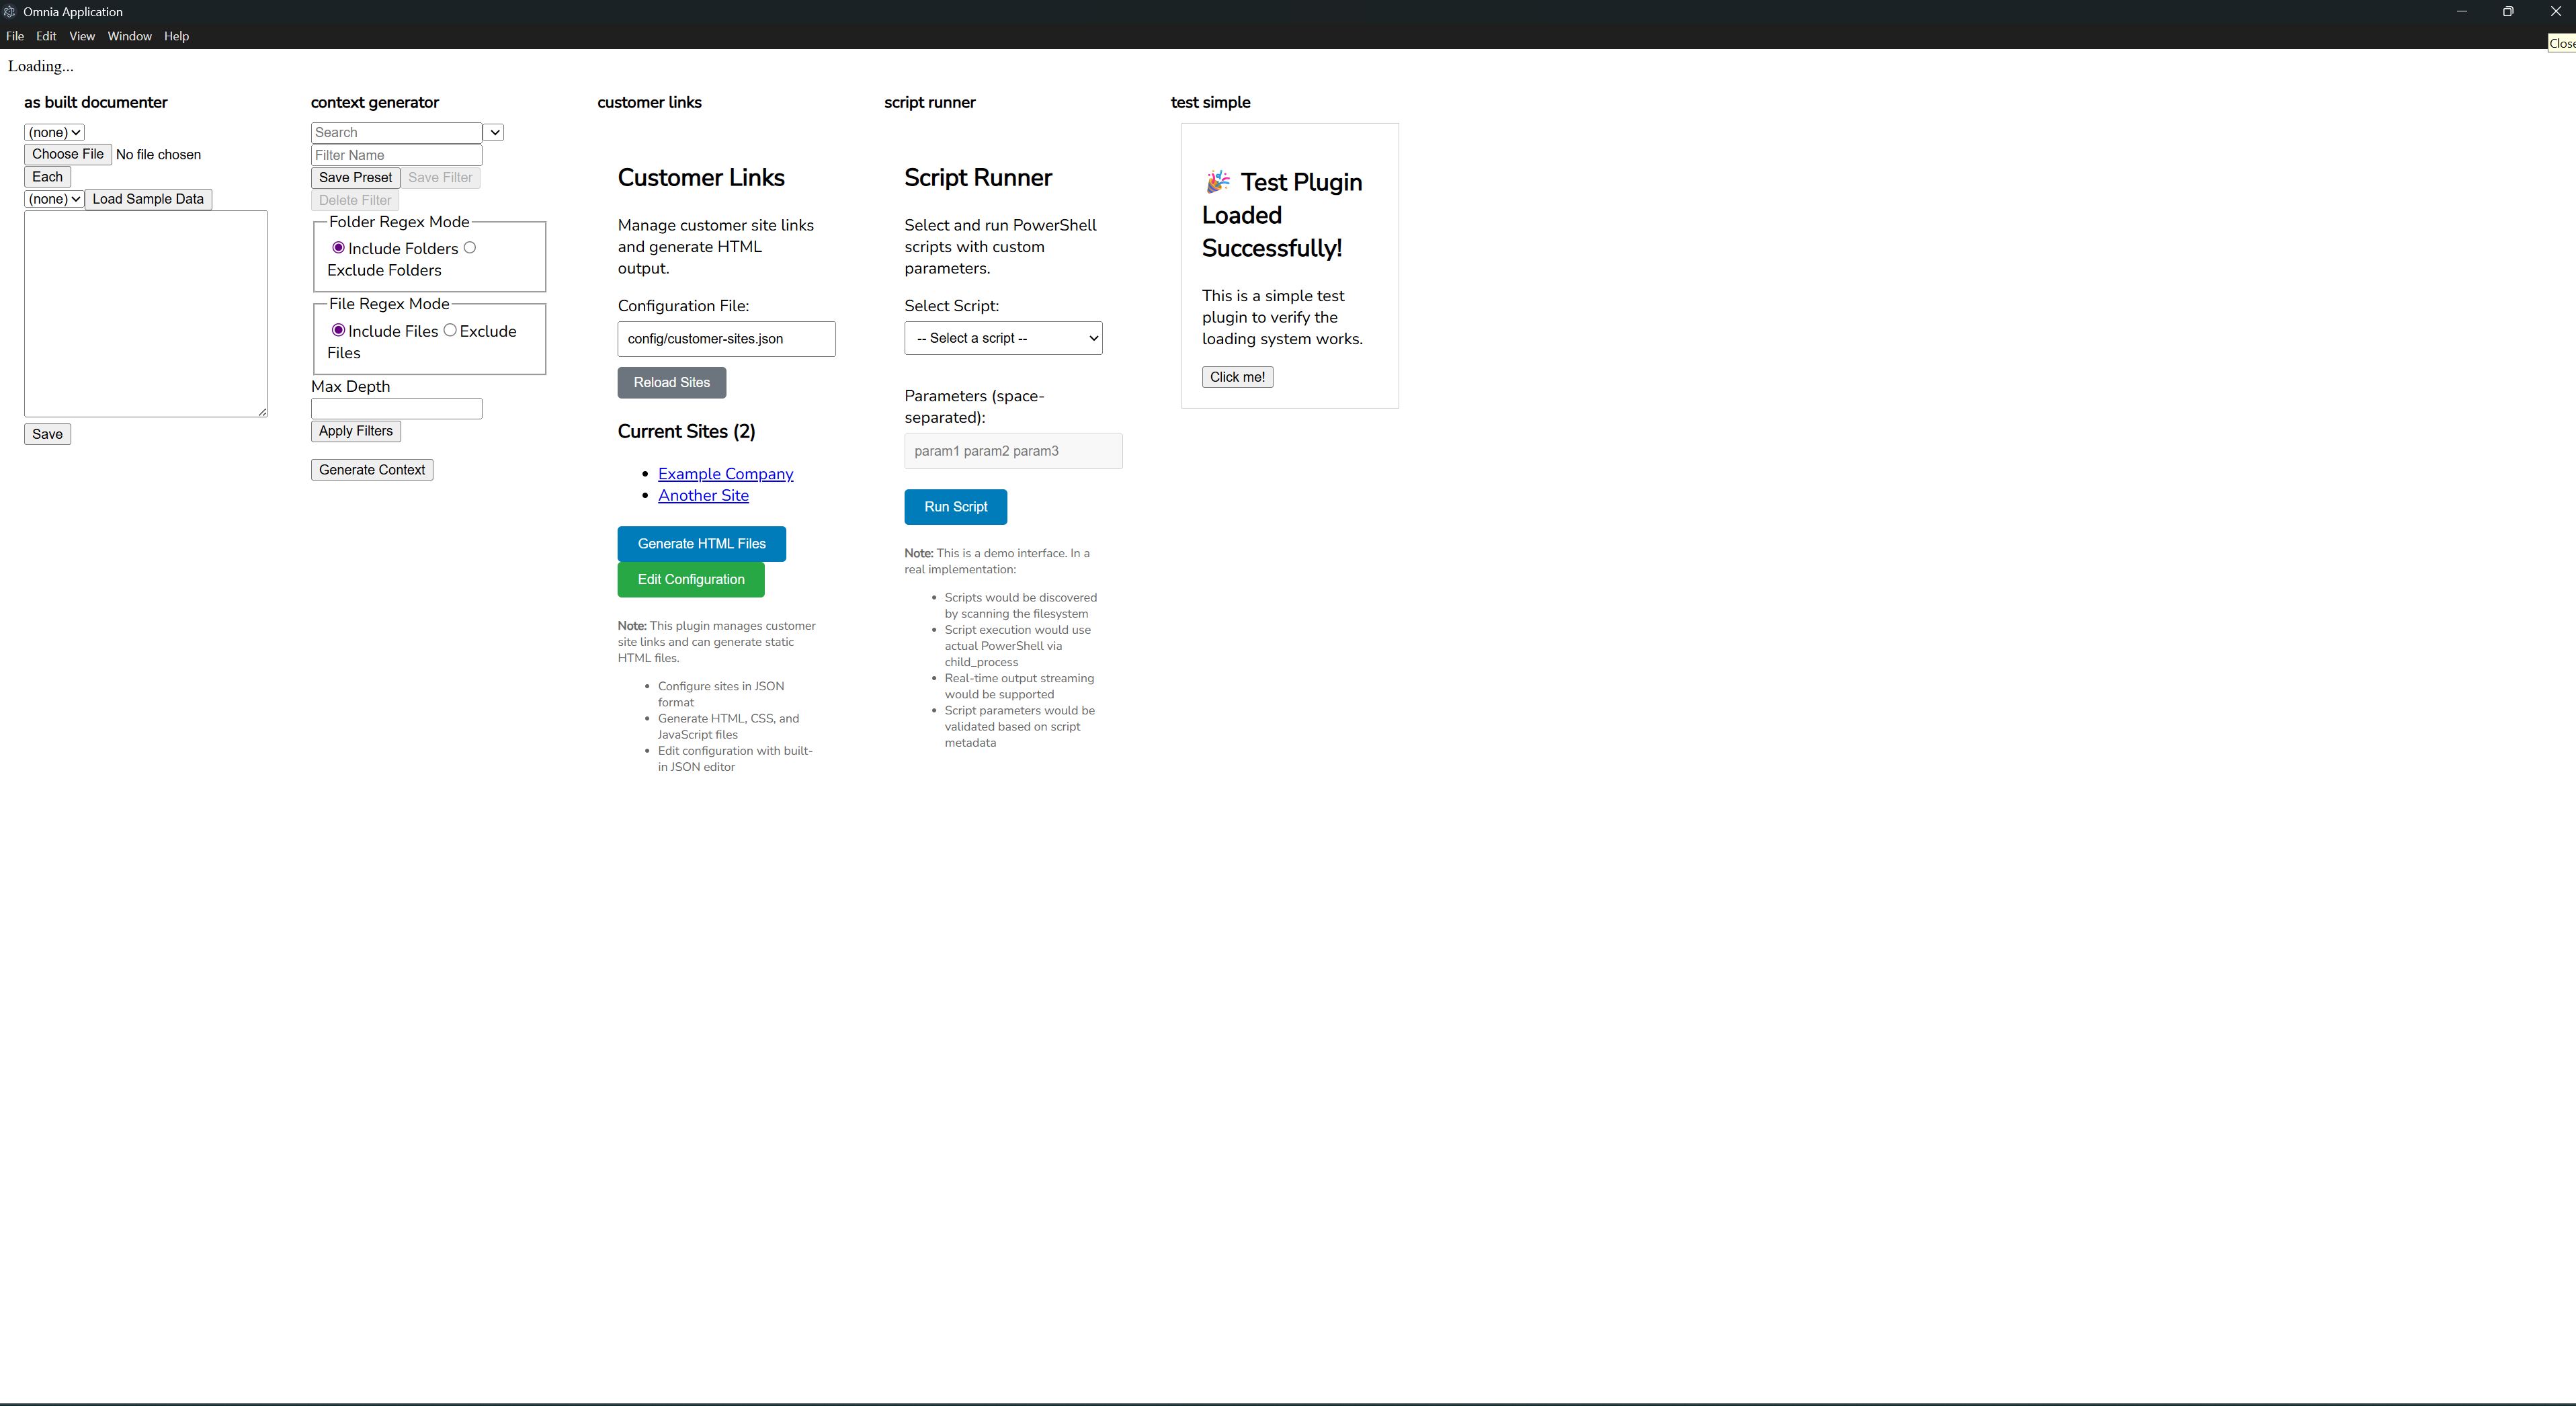 Omnia Application
File Edit View Window Help
Close
Loading...
as built documenter
(none)
Choose File No file chosen
Each
(none) Load Sample Data
Save
context generator
Search
Filter Name
Save Preset Save Filter
Delete Filter
Folder Regex Mode
Include Folders
Exclude Folders
File Regex Mode
Include Files Exclude
Files
Max Depth
Apply Filters
Generate Context
customer links
Customer Links
Manage customer site links
and generate HTML
output.
Configuration File:
config/customer-sites.json
Reload Sites
Current Sites (2)
• Example Company
• Another Site
Generate HTML Files
Edit Configuration
Note: This plugin manages customer
site links and can generate static
HTML files.
• Configure sites in JSON
format
• Generate HTML, CSS, and
JavaScript files
• Edit configuration with built-
in JSON editor
script runner
Script Runner
Select and run PowerShell
scripts with custom
parameters.
Select Script:
-- Select a script --
Parameters (space-
separated):
param1 param2 param3
Run Script
Note: This is a demo interface. In a
real implementation:
• Scripts would be discovered
by scanning the filesystem
• Script execution would use
actual PowerShell via
child_process
• Real-time output streaming
would be supported
• Script parameters would be
validated based on script
metadata
test simple
🎉 Test Plugin
Loaded
Successfully!
This is a simple test
plugin to verify the
loading system works.
Click me!